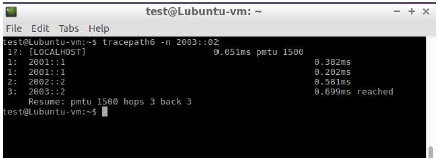 test@Lubuntu-vm: ~
File Edit Tabs Help
test@Lubuntu-vm:~$ tracepath6 -n 2003::02
1?: [LOCALHOST] 0.051ms pmtu 1500
1: 2001::1 0.382ms
1: 2001::1 0.202ms
2: 2002::2 0.581ms
3: 2003::2 0.699ms reached
Resume: pmtu 1500 hops 3 back 3
test@Lubuntu-vm:~$